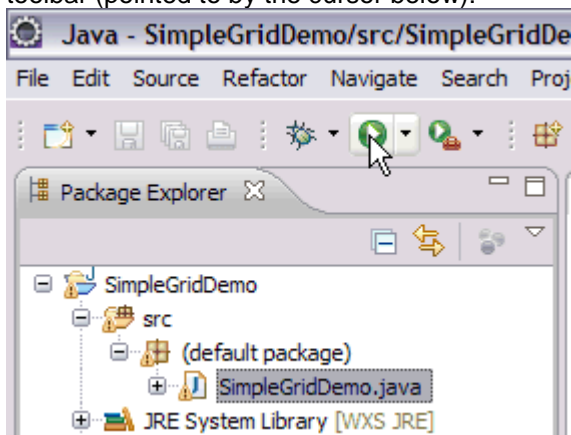 toolbar (pointed to by the cursor below).
Java - SimpleGridDemo/src/SimpleGridDe
File Edit Source Refactor Navigate Search Proj
Package Explorer
SimpleGridDemo
src
(default package)
SimpleGridDemo.java
JRE System Library [WXS JRE]